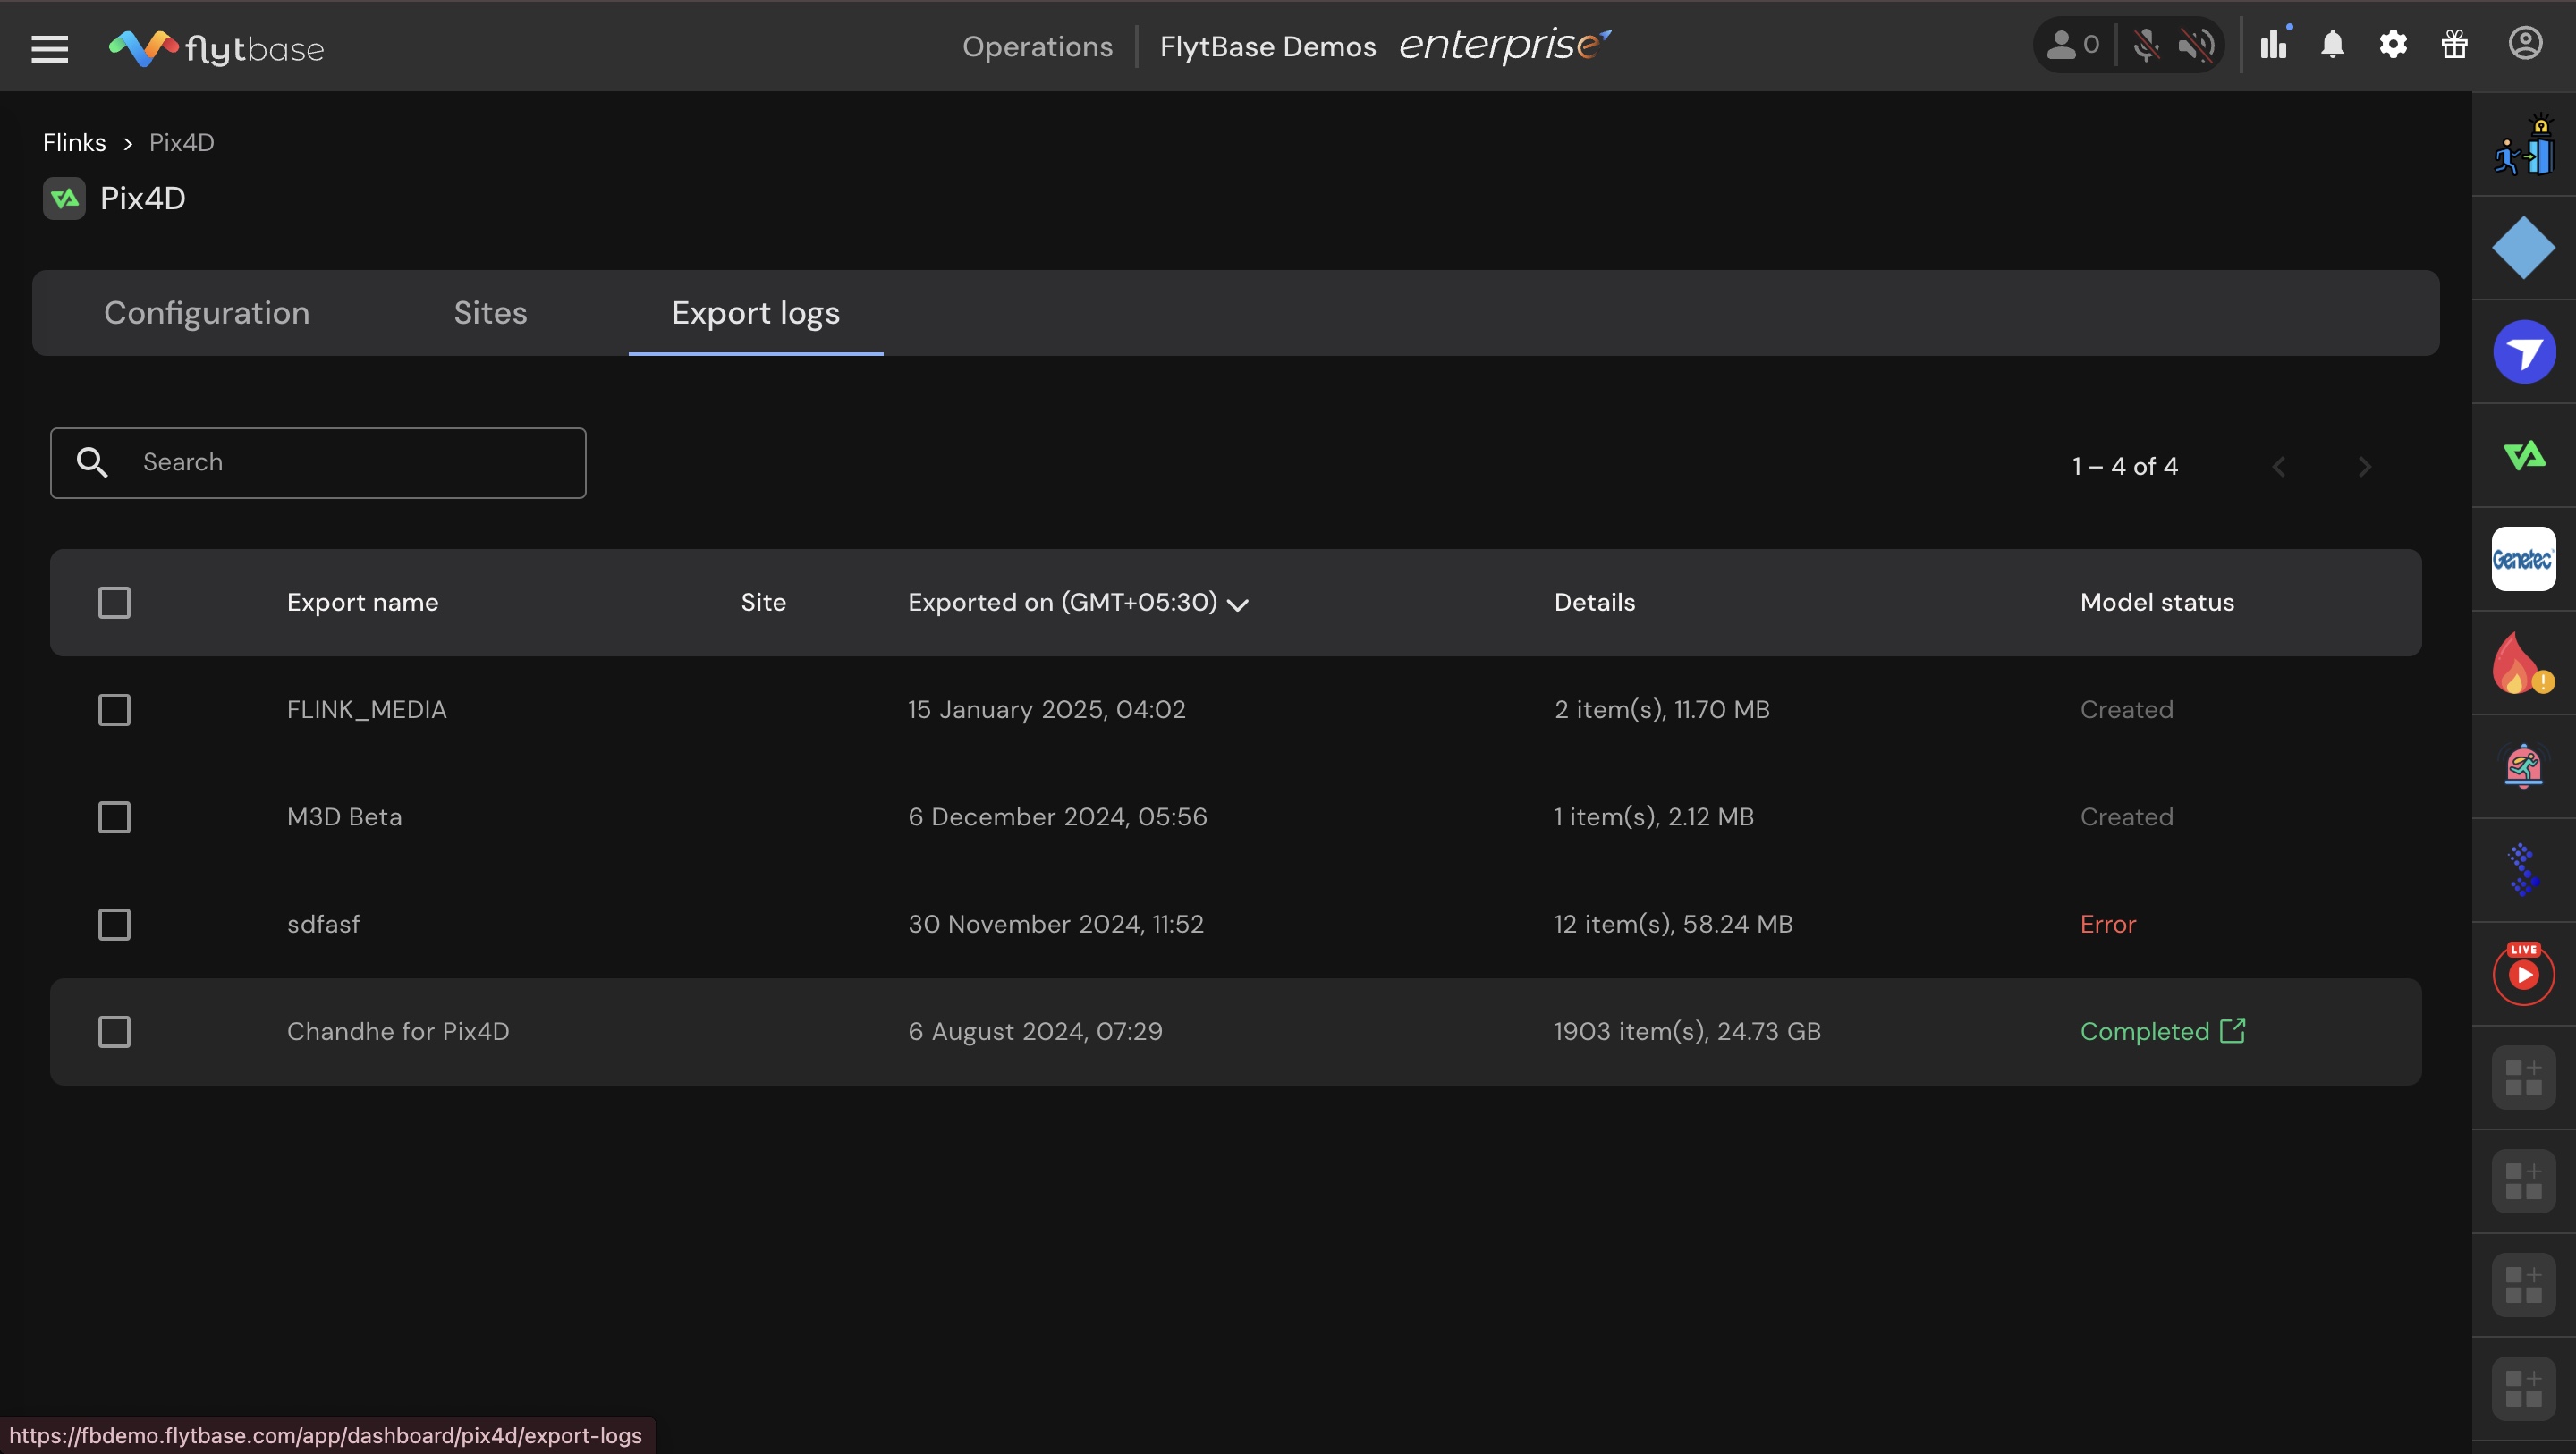 flytbase
Operations
FlytBase Demos enterprise
0
Flinks > Pix4D
Pix4D
Configuration
Sites
Export logs
Search
1 – 4 of 4
Export name
Site
Exported on (GMT+05:30)
Details
Model status
FLINK_MEDIA
15 January 2025, 04:02
2 item(s), 11.70 MB
Created
M3D Beta
6 December 2024, 05:56
1 item(s), 2.12 MB
Created
sdfasf
30 November 2024, 11:52
12 item(s), 58.24 MB
Error
Chandhe for Pix4D
6 August 2024, 07:29
1903 item(s), 24.73 GB
Completed
Genetec
LIVE
https://fbdemo.flytbase.com/app/dashboard/pix4d/export-logs